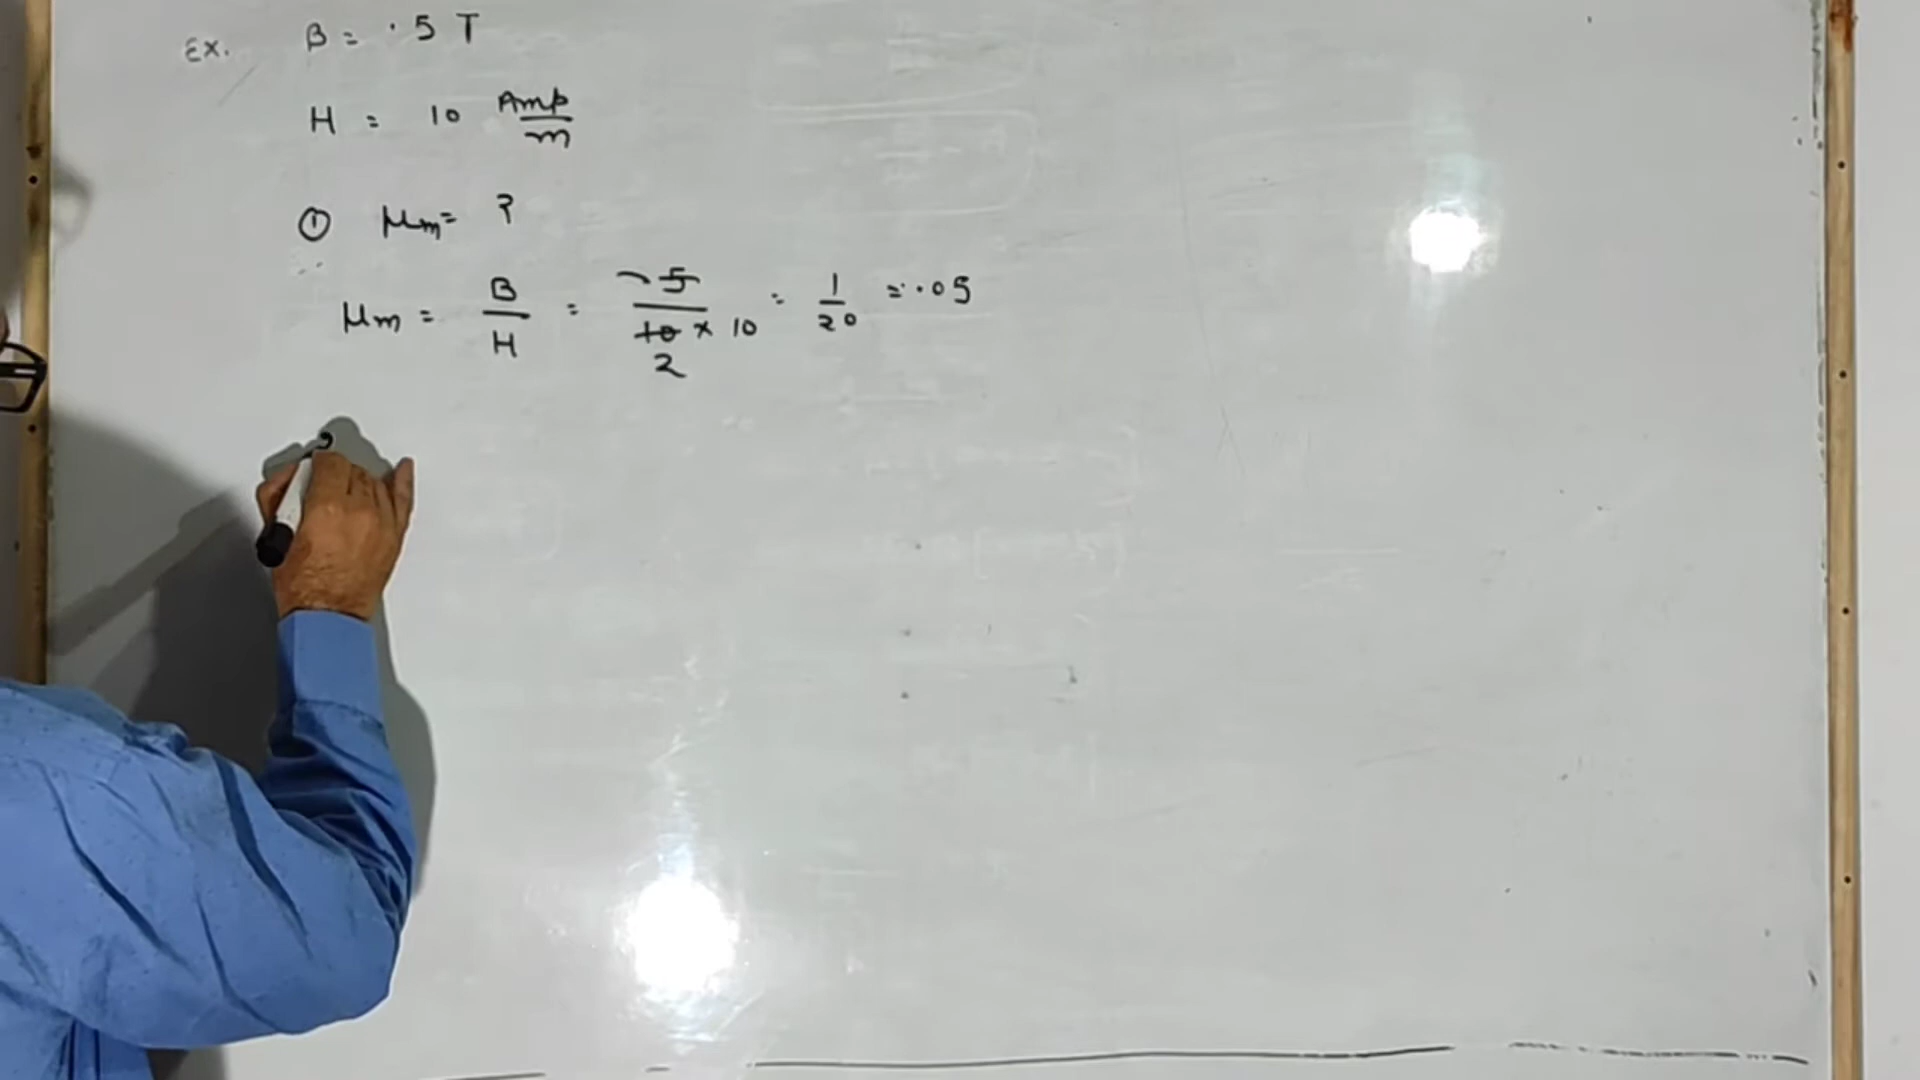 Ex. B = .5 T
H = 10 Amp/m
① μm = ?
μm = B/H = 5/10 × 10 = 1/20 = .05
2